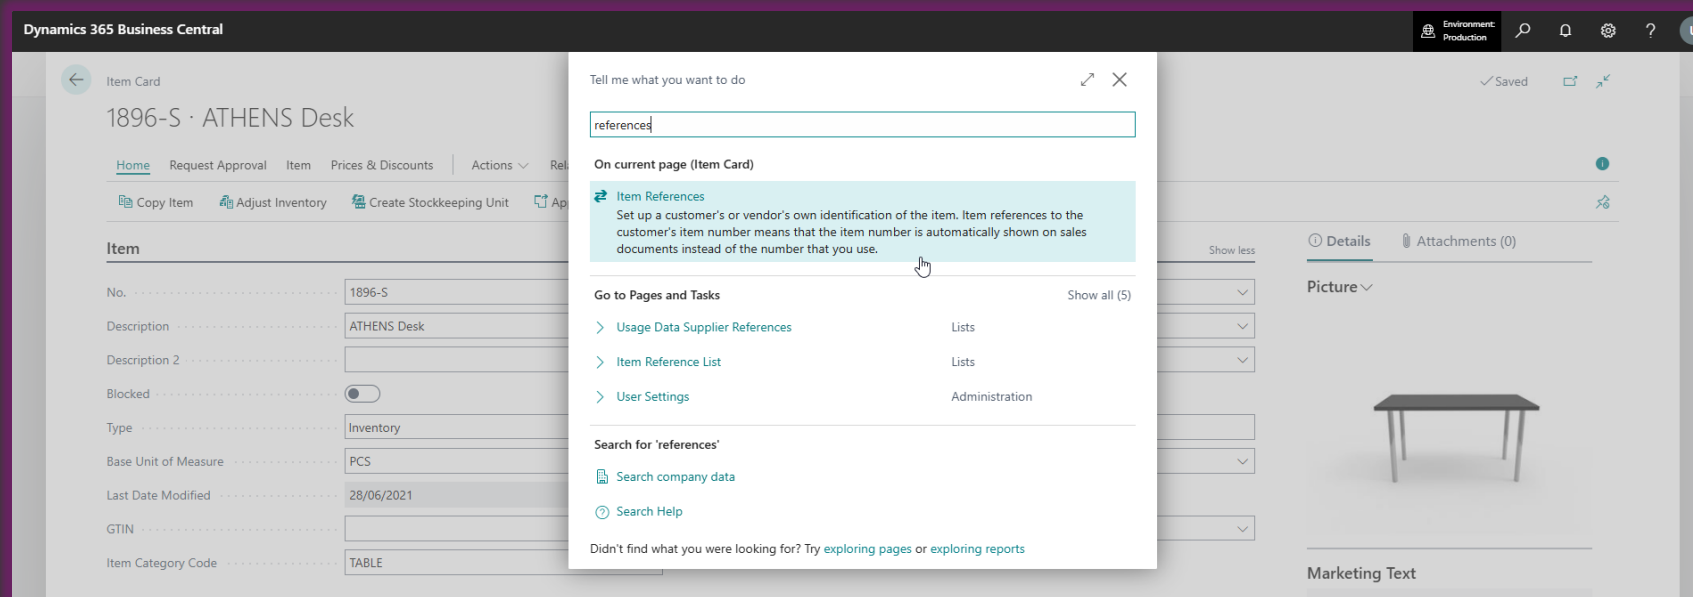 Dynamics 365 Business Central
Environment:
Production
Item Card
Saved
1896-S · ATHENS Desk
Home Request Approval Item Prices & Discounts Actions
Copy Item Adjust Inventory Create Stockkeeping Unit
Item
Show less
No. 1896-S
Description ATHENS Desk
Description 2
Blocked
Type Inventory
Base Unit of Measure PCS
Last Date Modified 28/06/2021
GTIN
Item Category Code TABLE
Tell me what you want to do
references
On current page (Item Card)
Item References
Set up a customer's or vendor's own identification of the item. Item references to the
customer's item number means that the item number is automatically shown on sales
documents instead of the number that you use.
Go to Pages and Tasks Show all (5)
Usage Data Supplier References Lists
Item Reference List Lists
User Settings Administration
Search for 'references'
Search company data
Search Help
Didn't find what you were looking for? Try exploring pages or exploring reports
Details Attachments (0)
Picture
Marketing Text